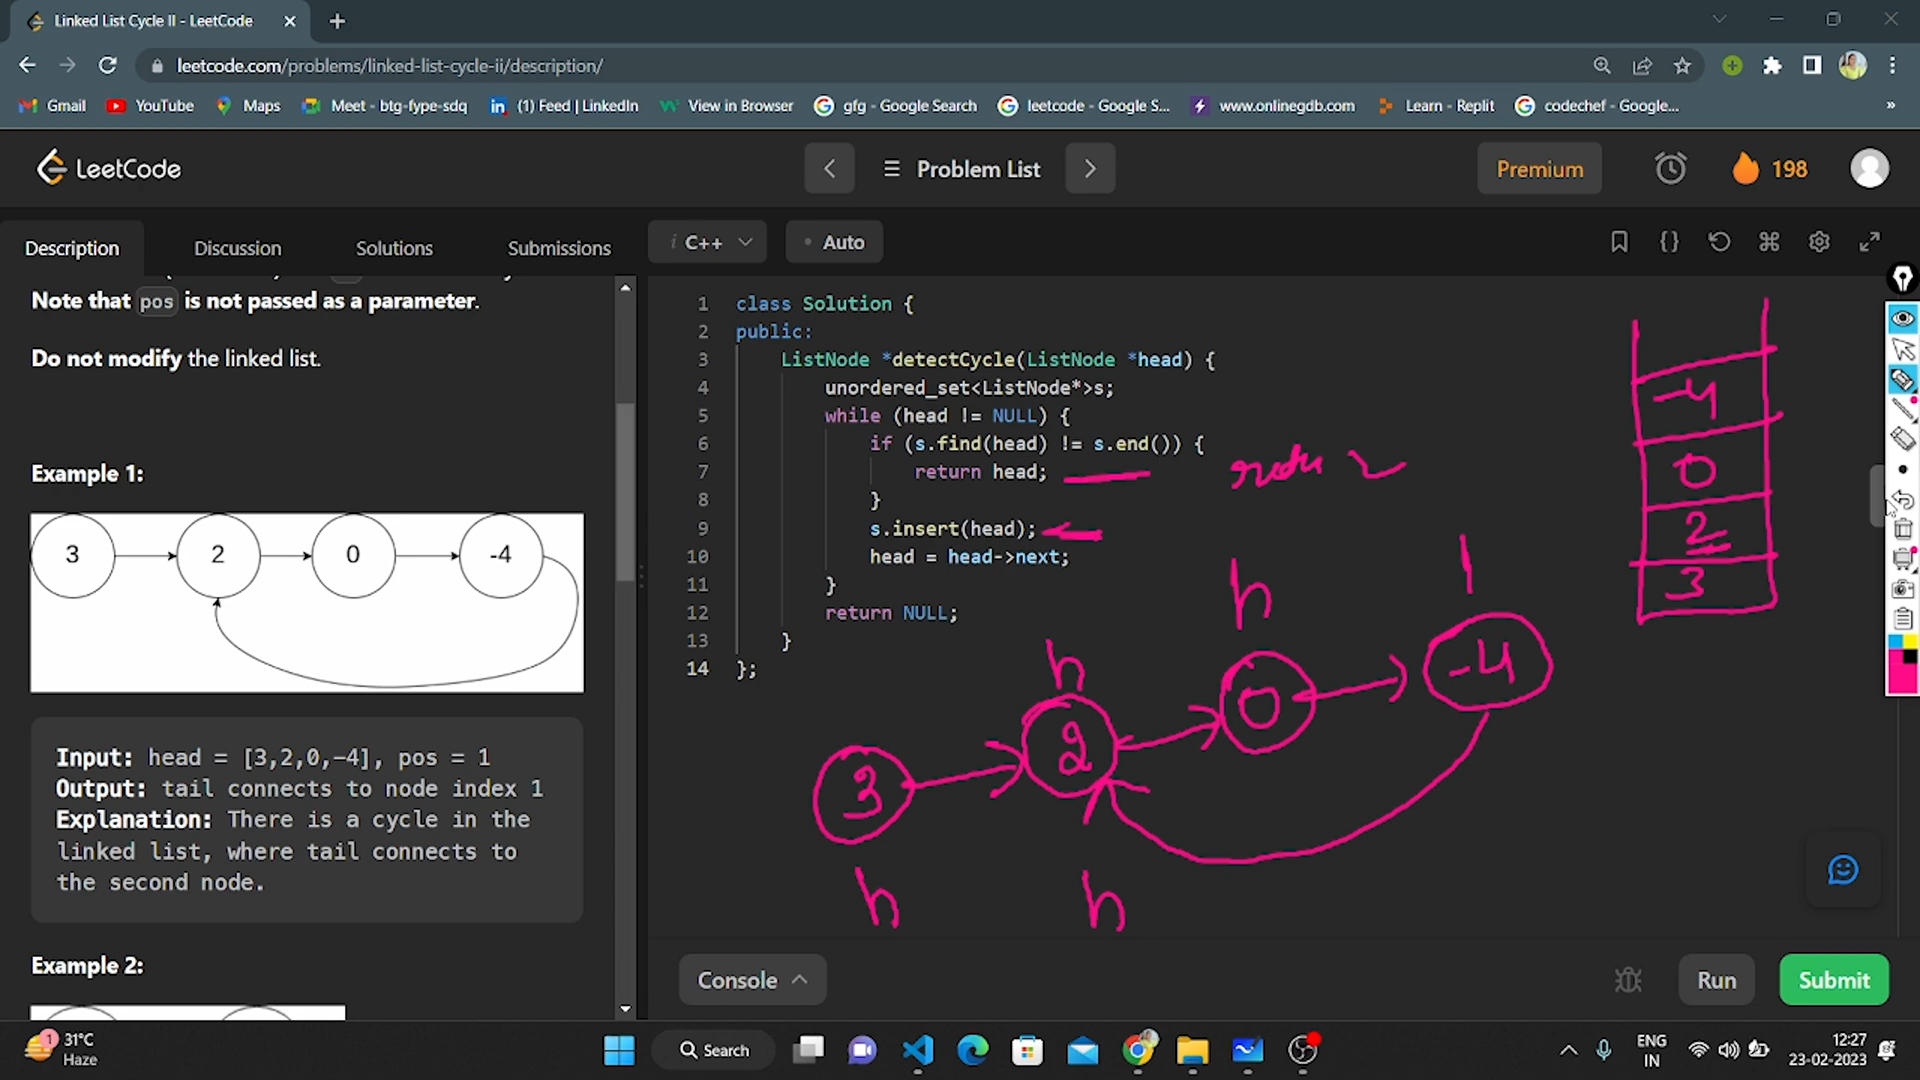 Linked List Cycle II - LeetCode
leetcode.com/problems/linked-list-cycle-ii/description/
Gmail YouTube Maps Meet - btg-fype-sdq (1) Feed | LinkedIn View in Browser gfg - Google Search leetcode - Google S... www.onlinegdb.com Learn - Replit codechef - Google... »
LeetCode Problem List Premium 198
Description Discussion Solutions Submissions
i C++ Auto
Note that pos is not passed as a parameter.
Do not modify the linked list.
Example 1:
3 2 0 -4
Input: head = [3,2,0,-4], pos = 1
Output: tail connects to node index 1
Explanation: There is a cycle in the
linked list, where tail connects to
the second node.
Example 2:
1 class Solution {
2 public:
3 ListNode *detectCycle(ListNode *head) {
4 unordered_set<ListNode*>s;
5 while (head != NULL) {
6 if (s.find(head) != s.end()) {
7 return head;
8 }
9 s.insert(head);
10 head = head->next;
11 }
12 return NULL;
13 }
14 };
2
-4
0
2
3
h
h
3 2 0 -4
h h
Console Run Submit
1
31°C
Haze
Search
ENG
IN
12:27
23-02-2023